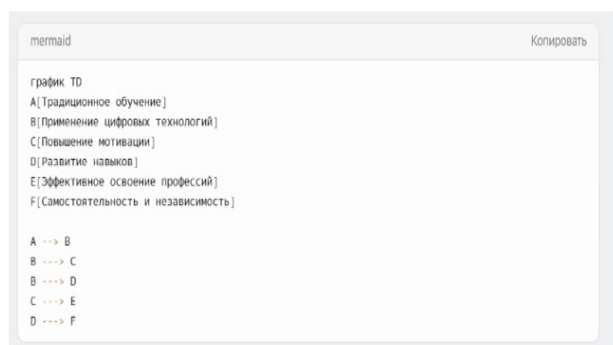 mermaid
Копировать
график TD
A[Традиционное обучение]
B[Применение цифровых технологий]
C[Повышение мотивации]
D[Развитие навыков]
E[Эффективное освоение профессий]
F[Самостоятельность и независимость]
A --> B
B ---> C
B ---> D
C ---> E
D ---> F